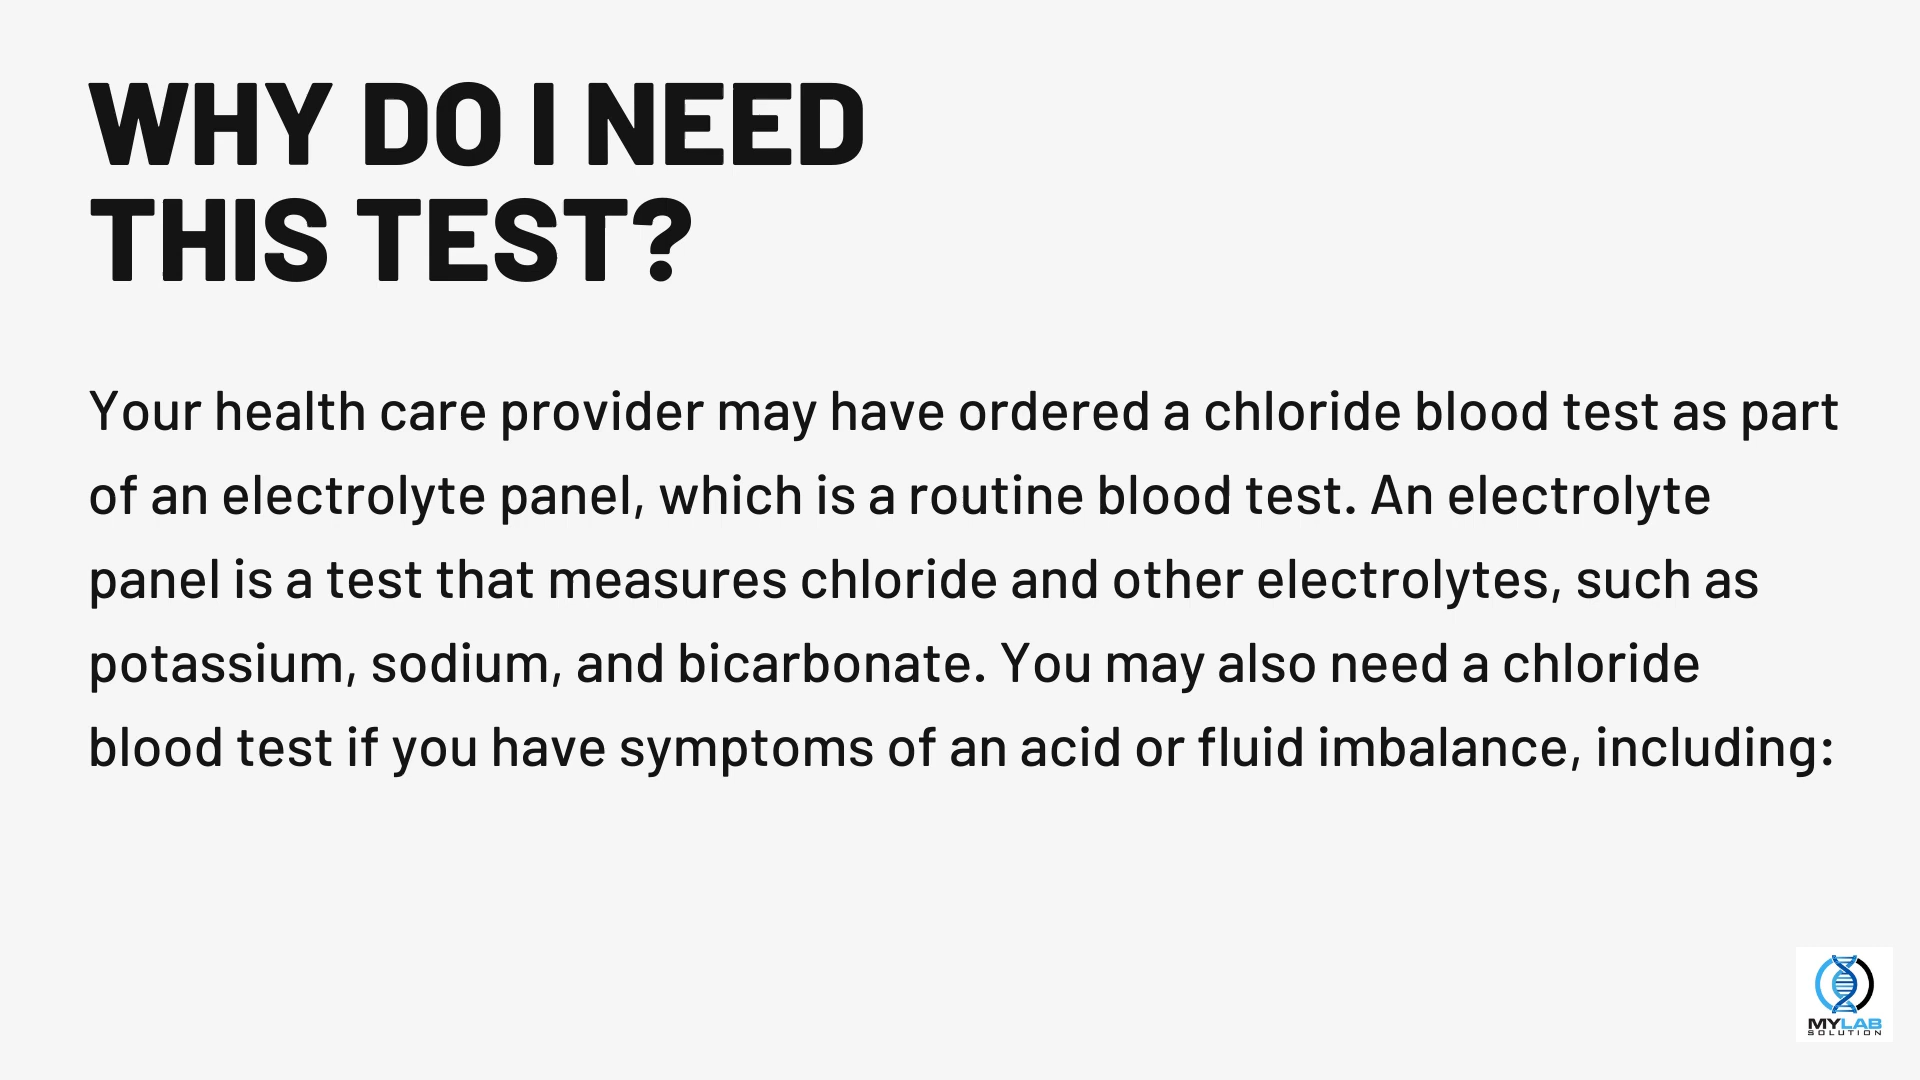 WHY DO I NEED
THIS TEST?
Your health care provider may have ordered a chloride blood test as part
of an electrolyte panel, which is a routine blood test. An electrolyte
panel is a test that measures chloride and other electrolytes, such as
potassium, sodium, and bicarbonate. You may also need a chloride
blood test if you have symptoms of an acid or fluid imbalance, including:
MYLAB
SOLUTION